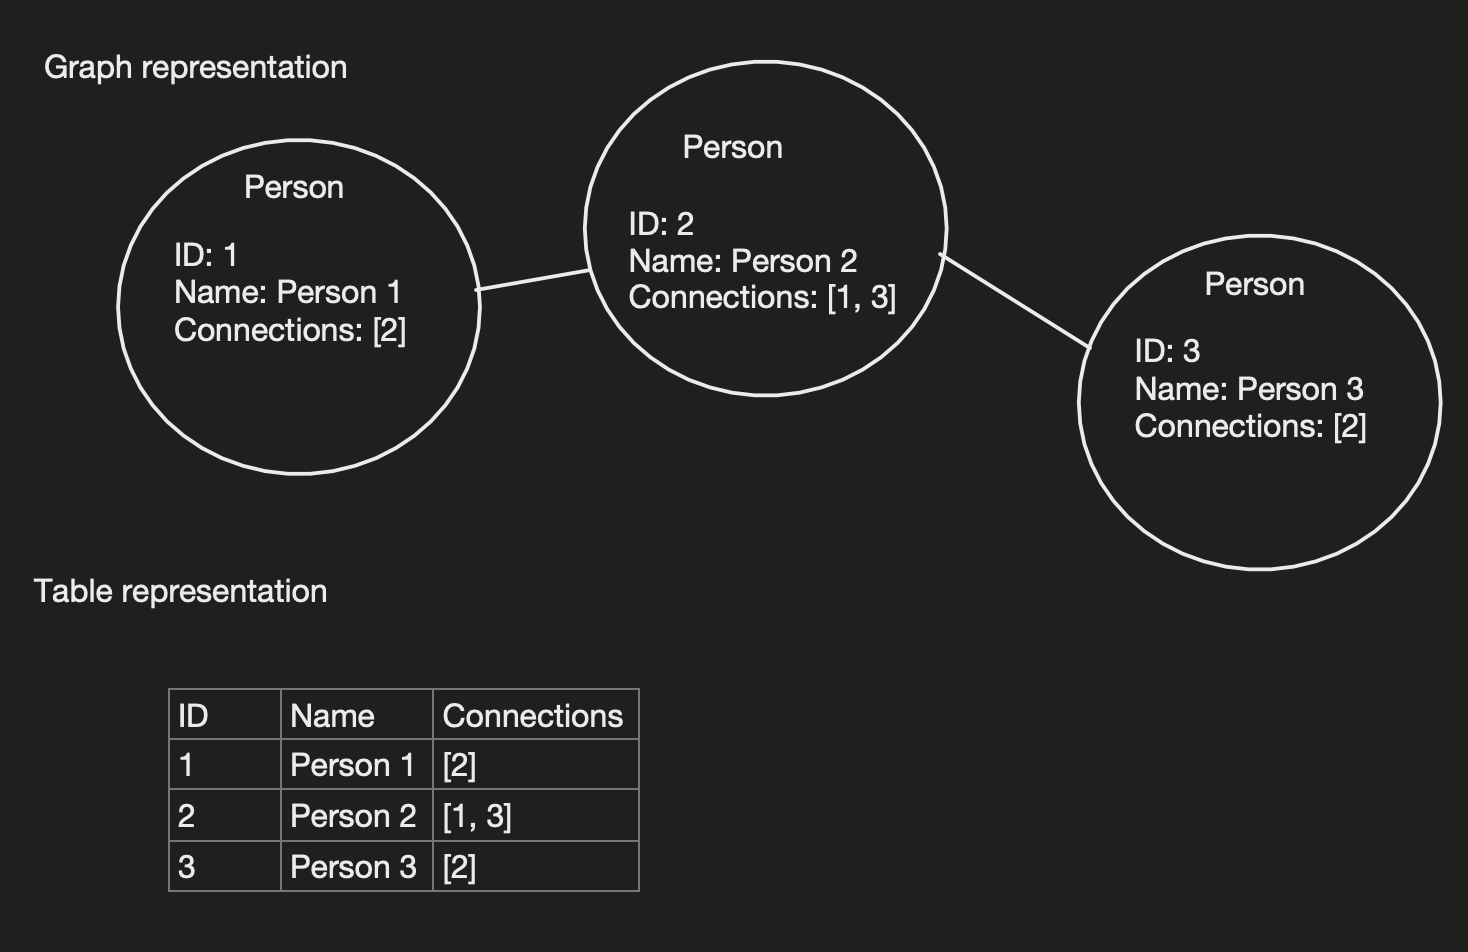 Graph representation
Person
ID: 1
Name: Person 1
Connections: [2]
Person
ID: 2
Name: Person 2
Connections: [1, 3]
Person
ID: 3
Name: Person 3
Connections: [2]
Table representation
ID Name Connections
1 Person 1 [2]
2 Person 2 [1, 3]
3 Person 3 [2]